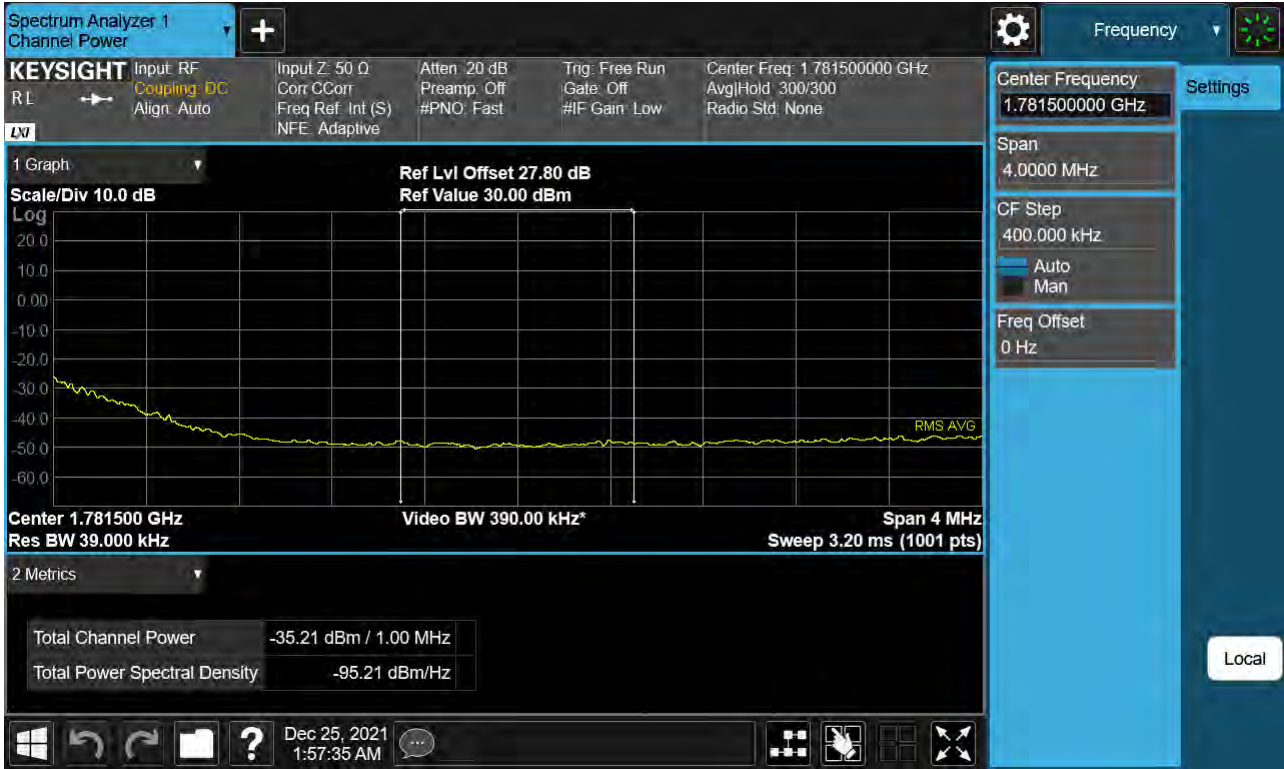 Spectrum Analyzer 1
Channel Power
+
Frequency
KEYSIGHT
RL
LXI
Input: RF
Coupling: DC
Align: Auto
Input Z: 50 Ω
Corr CCorr
Freq Ref: Int (S)
NFE: Adaptive
Atten: 20 dB
Preamp: Off
#PNO: Fast
Trig: Free Run
Gate: Off
#IF Gain: Low
Center Freq: 1.781500000 GHz
Avg|Hold: 300/300
Radio Std: None
Center Frequency
1.781500000 GHz
Settings
Span
4.0000 MHz
CF Step
400.000 kHz
Auto
Man
Freq Offset
0 Hz
Local
1 Graph
Scale/Div 10.0 dB
Ref Lvl Offset 27.80 dB
Ref Value 30.00 dBm
Log
20.0
10.0
0.00
-10.0
-20.0
-30.0
-40.0
-50.0
-60.0
RMS AVG
Center 1.781500 GHz
Video BW 390.00 kHz*
Span 4 MHz
Res BW 39.000 kHz
Sweep 3.20 ms (1001 pts)
2 Metrics
Total Channel Power -35.21 dBm / 1.00 MHz
Total Power Spectral Density -95.21 dBm/Hz
?
Dec 25, 2021
1:57:35 AM